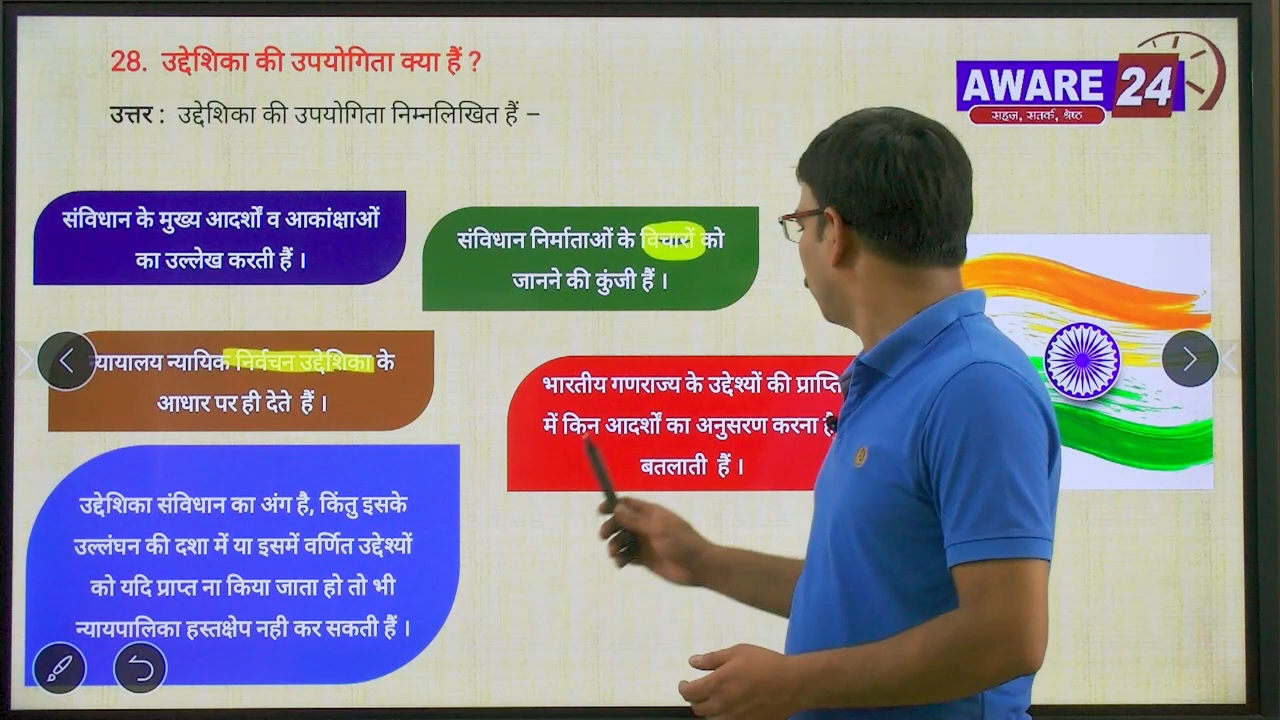 28. उद्देशिका की उपयोगिता क्या हैं ?
उत्तर : उद्देशिका की उपयोगिता निम्नलिखित हैं –
AWARE 24
सहज, सतर्क, श्रेष्ठ
संविधान के मुख्य आदर्शों व आकांक्षाओं
का उल्लेख करती हैं ।
संविधान निर्माताओं के विचारों को
जानने की कुंजी हैं ।
न्यायालय न्यायिक निर्वचन उद्देशिका के
आधार पर ही देते हैं ।
भारतीय गणराज्य के उद्देश्यों की प्राप्ति
में किन आदर्शों का अनुसरण करना है
बतलाती हैं ।
उद्देशिका संविधान का अंग है, किंतु इसके
उल्लंघन की दशा में या इसमें वर्णित उद्देश्यों
को यदि प्राप्त ना किया जाता हो तो भी
न्यायपालिका हस्तक्षेप नही कर सकती हैं ।